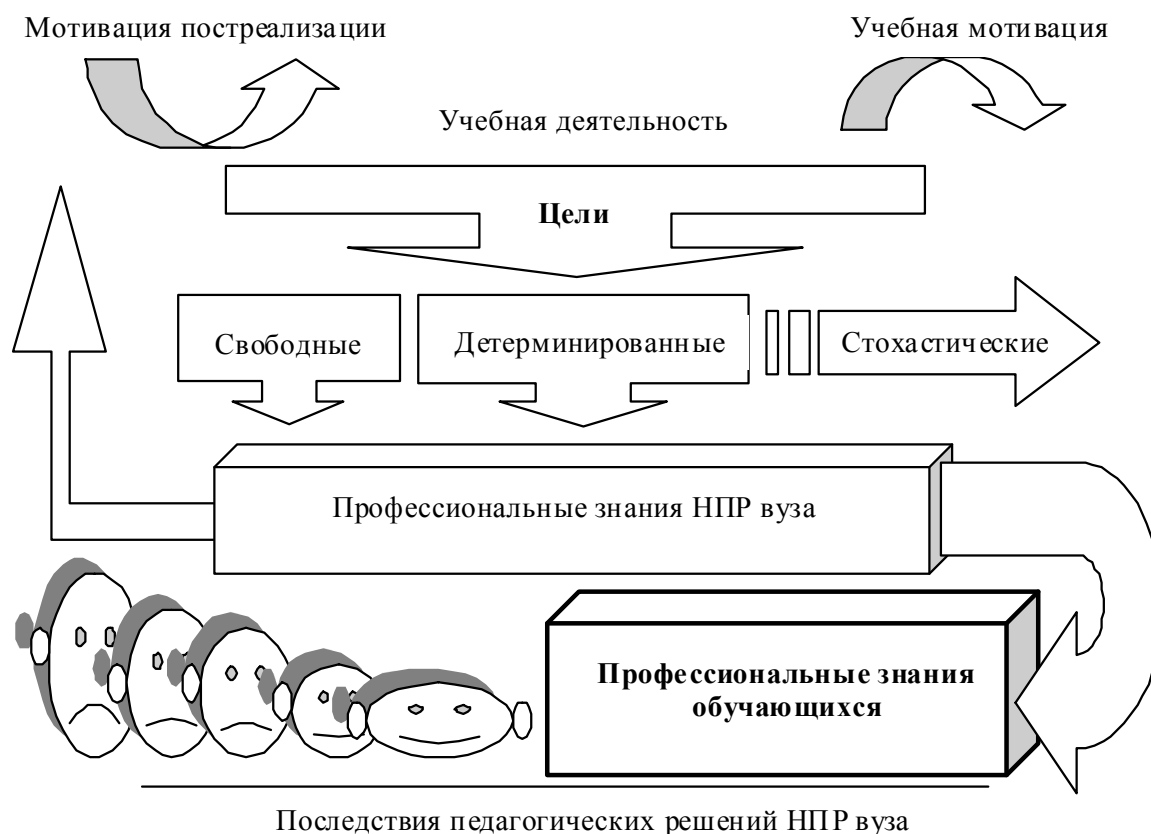 Мотивация постреализации
Учебная мотивация
Учебная деятельность
Цели
Свободные
Детерминированные
Стохастические
Профессиональные знания НПР вуза
Профессиональные знания
обучающихся
Последствия педагогических решений НПР вуза